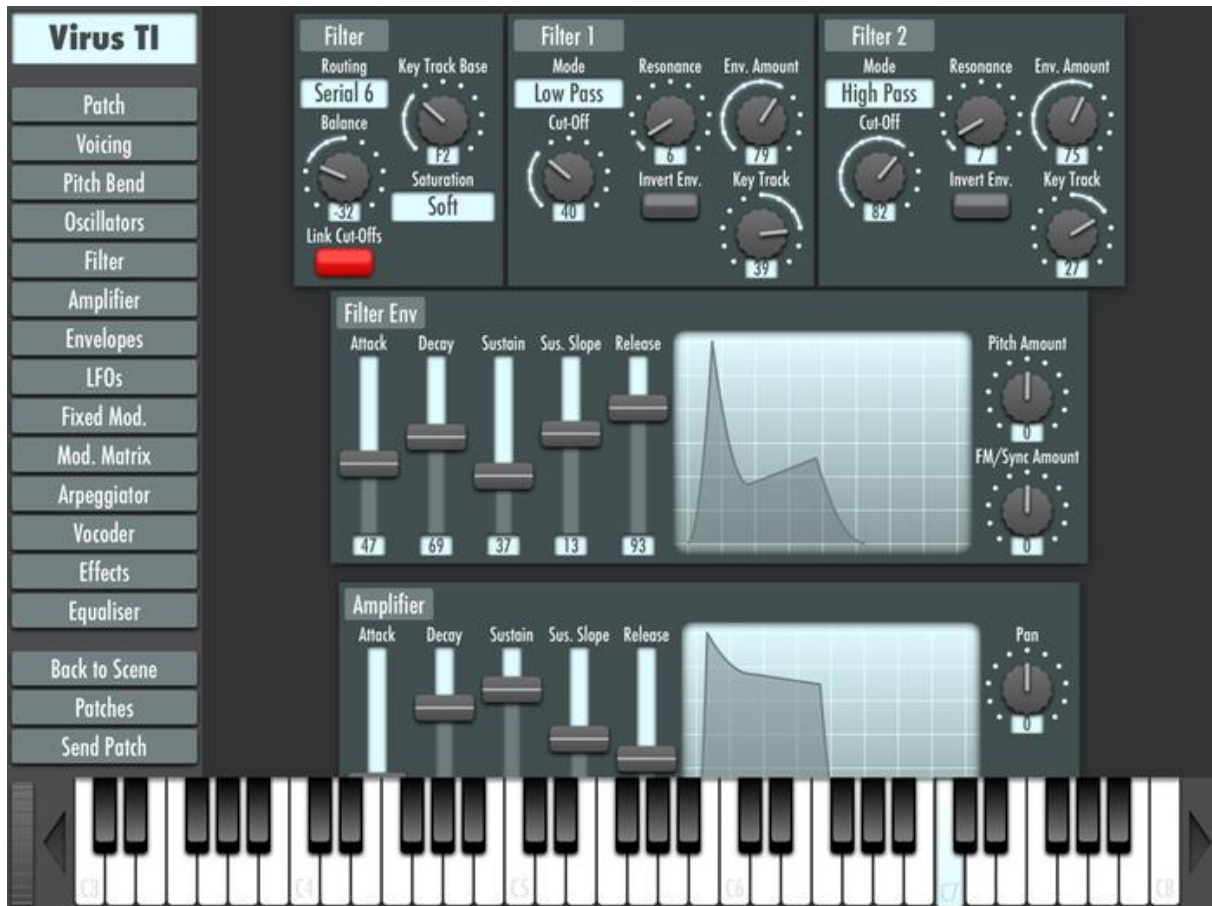 Virus TI
Patch
Voicing
Pitch Bend
Oscillators
Filter
Amplifier
Envelopes
LFOs
Fixed Mod.
Mod. Matrix
Arpeggiator
Vocoder
Effects
Equaliser
Back to Scene
Patches
Send Patch
Filter
Routing Key Track Base
Serial 6
Balance
F2
Saturation
-32 Soft
Link Cut-Offs
Filter 1
Mode Resonance Env. Amount
Low Pass
Cut-Off
6 79
Invert Env. Key Track
40
39
Filter 2
Mode Resonance Env. Amount
High Pass
Cut-Off
7 75
Invert Env. Key Track
82
27
Filter Env
Attack Decay Sustain Sus. Slope Release
47 69 37 13 93
Pitch Amount
0
FM/Sync Amount
0
Amplifier
Attack Decay Sustain Sus. Slope Release
Pan
0
C3 C4 C5 C6 C7 C8